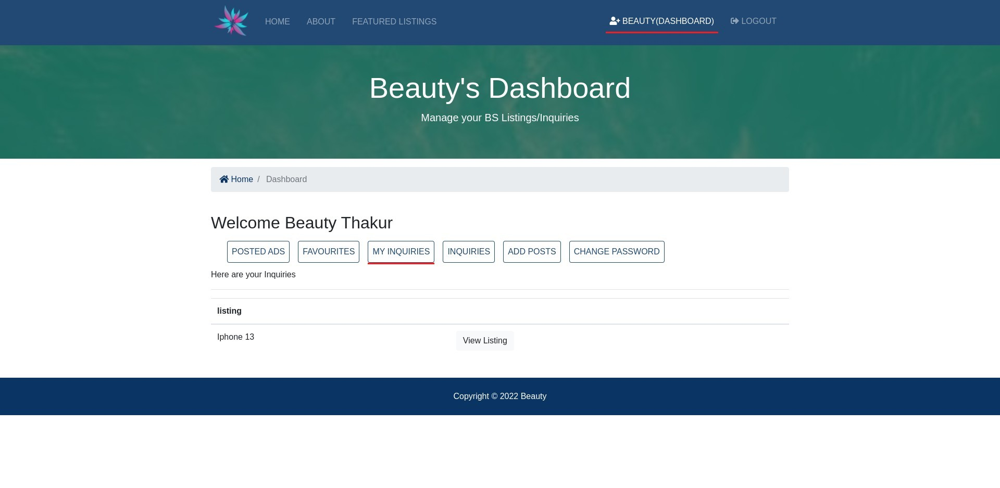 HOME ABOUT FEATURED LISTINGS BEAUTY(DASHBOARD) LOGOUT
Beauty's Dashboard
Manage your BS Listings/Inquiries
Home / Dashboard
Welcome Beauty Thakur
POSTED ADS FAVOURITES MY INQUIRIES INQUIRIES ADD POSTS CHANGE PASSWORD
Here are your Inquiries
listing
Iphone 13 View Listing
Copyright © 2022 Beauty